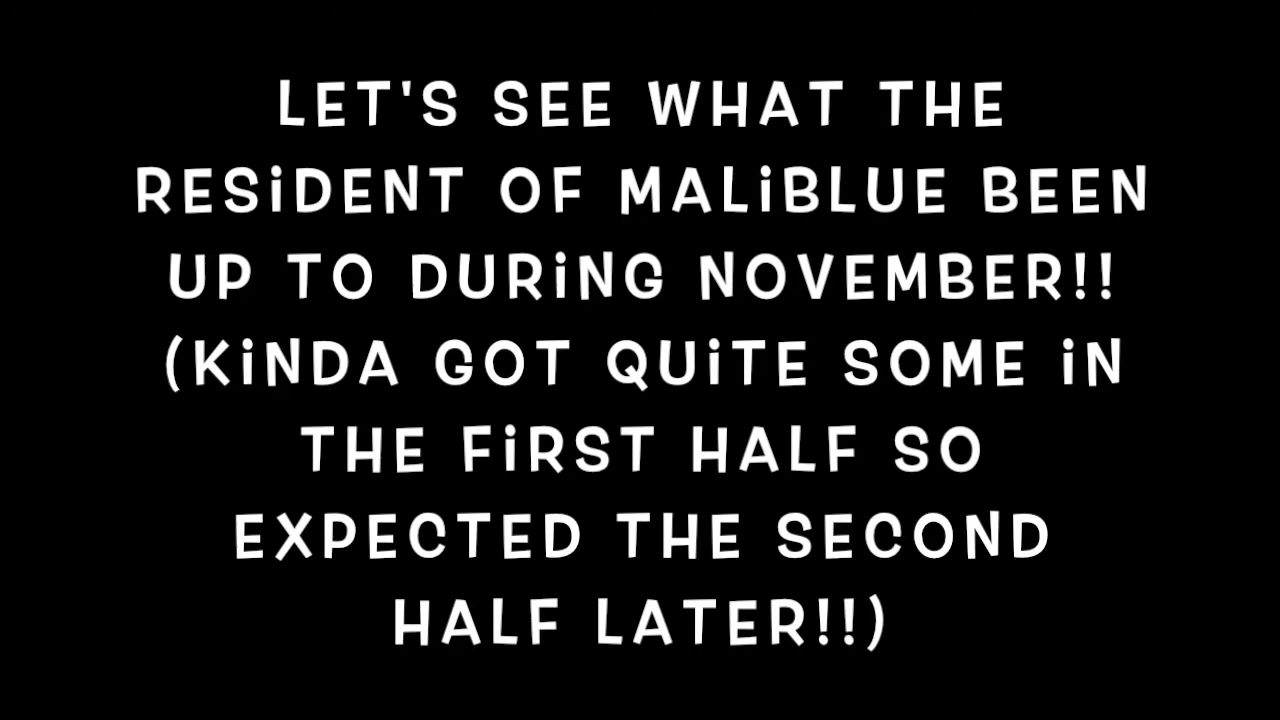 LET'S SEE WHAT THE
RESiDENT OF MALiBLUE BEEN
UP TO DURiNG NOVEMBER!!
(KiNDA GOT QUiTE SOME iN
THE FiRST HALF SO
EXPECTED THE SECOND
HALF LATER!!)